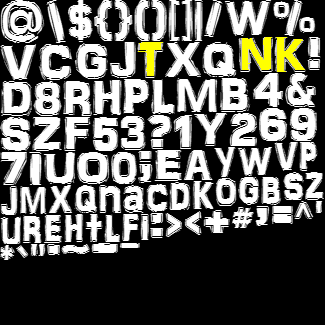 @\${}()[]|/W%
VCGJTXQNK!
D8RHPLMB4&
SZF53?1Y269
7IUOO;EAYWVP
JMXQnaCDKOGBSZ
UREH†LFi:><+#,=^'
*`"-~--